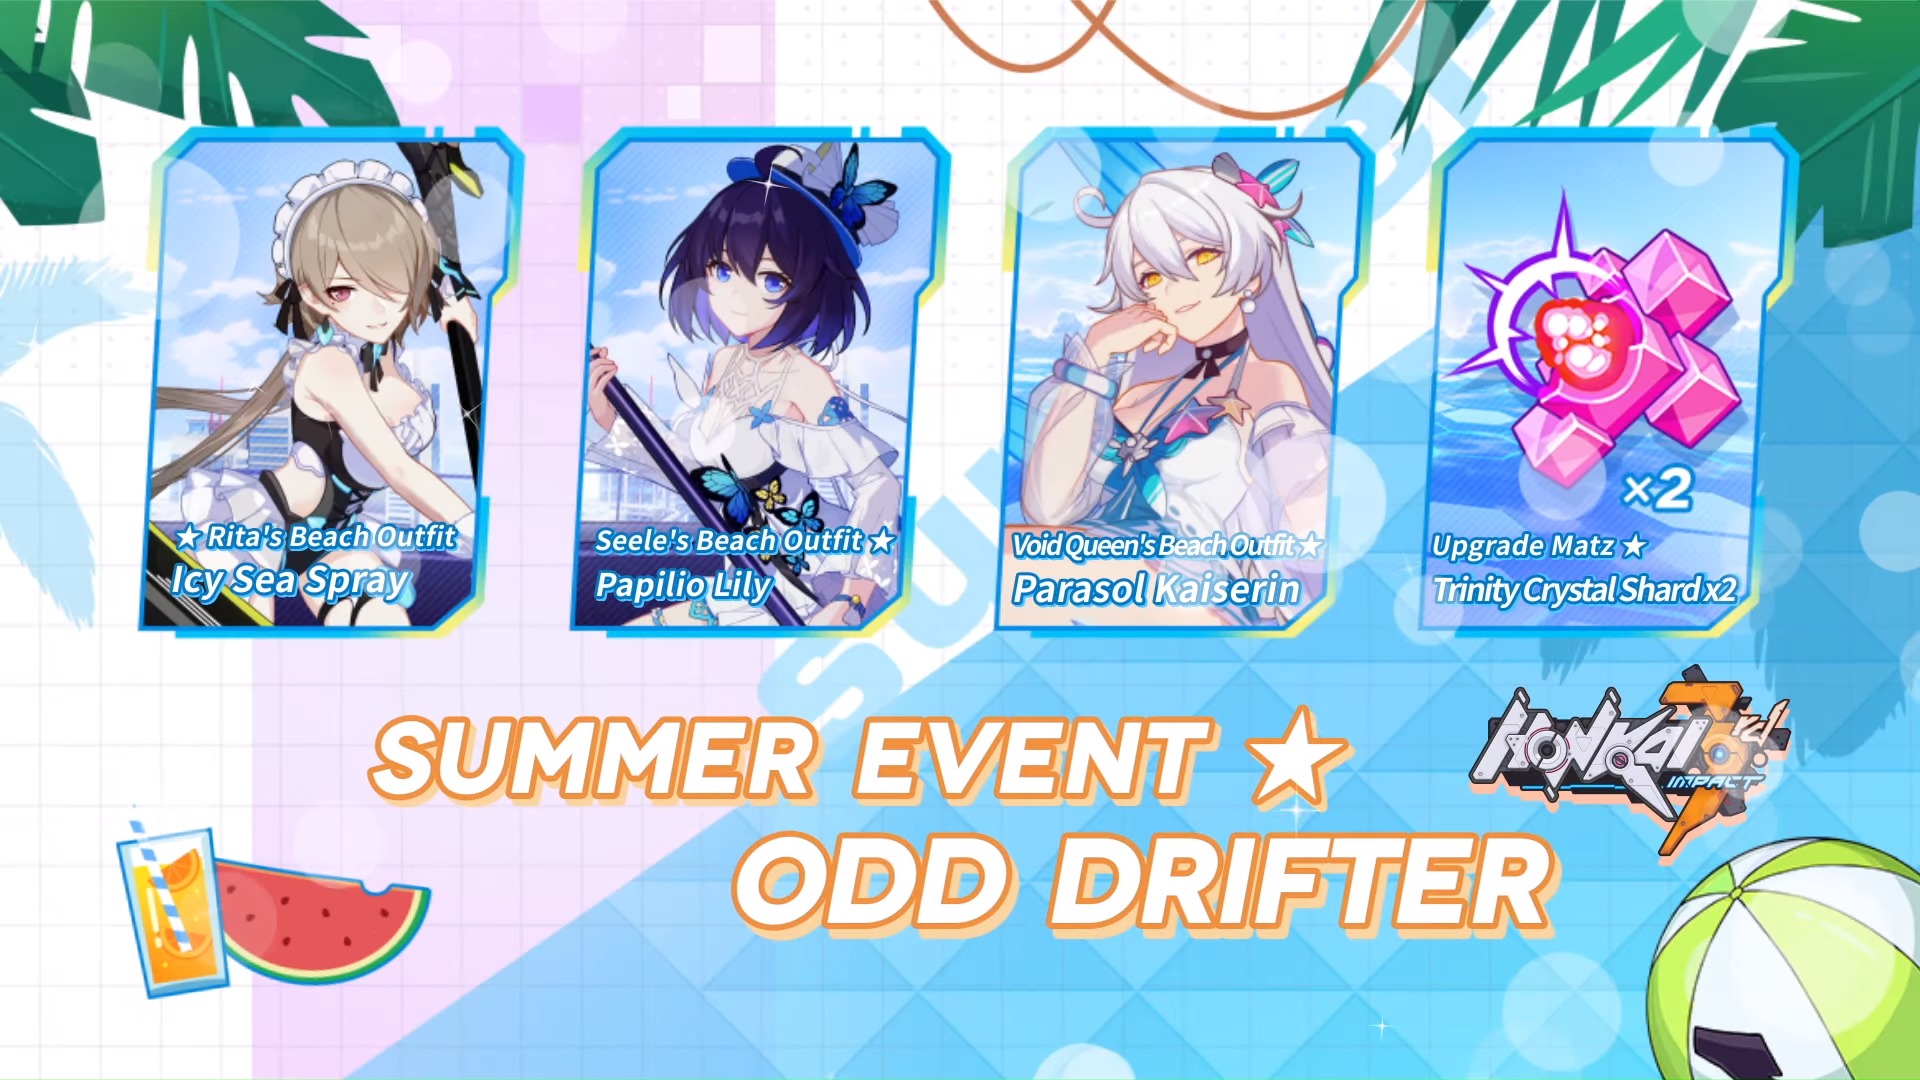 ★ Rita's Beach Outfit
Icy Sea Spray
Seele's Beach Outfit ★
Papilio Lily
Void Queen's Beach Outfit ★
Parasol Kaiserin
×2
Upgrade Matz ★
Trinity Crystal Shard x2
SUMMER EVENT ★
ODD DRIFTER
HONKAI 3rd
IMPACT